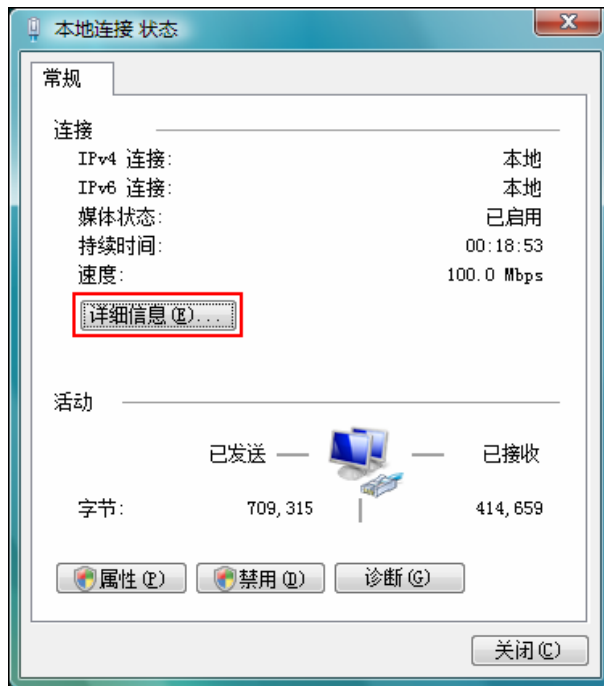 本地连接 状态
常规
连接
IPv4 连接: 本地
IPv6 连接: 本地
媒体状态: 已启用
持续时间: 00:18:53
速度: 100.0 Mbps
详细信息(E)...
活动
已发送 — — 已接收
字节: 709,315 | 414,659
属性(P) 禁用(D) 诊断(G)
关闭(C)